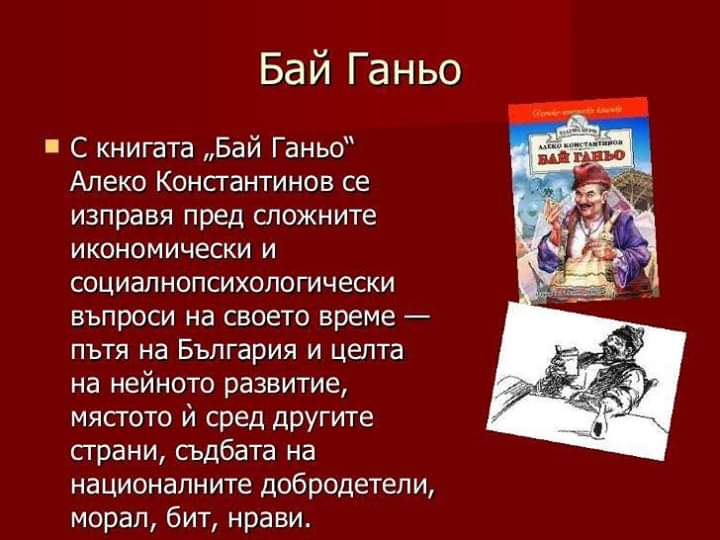 Бай Ганьо
С книгата „Бай Ганьо“
Алеко Константинов се
изправя пред сложните
икономически и
социалнопсихологически
въпроси на своето време —
пътя на България и целта
на нейното развитие,
мястото ѝ сред другите
страни, съдбата на
националните добродетели,
морал, бит, нрави.
АЛЕКО КОНСТАНТИНОВ
БАЙ ГАНЬО